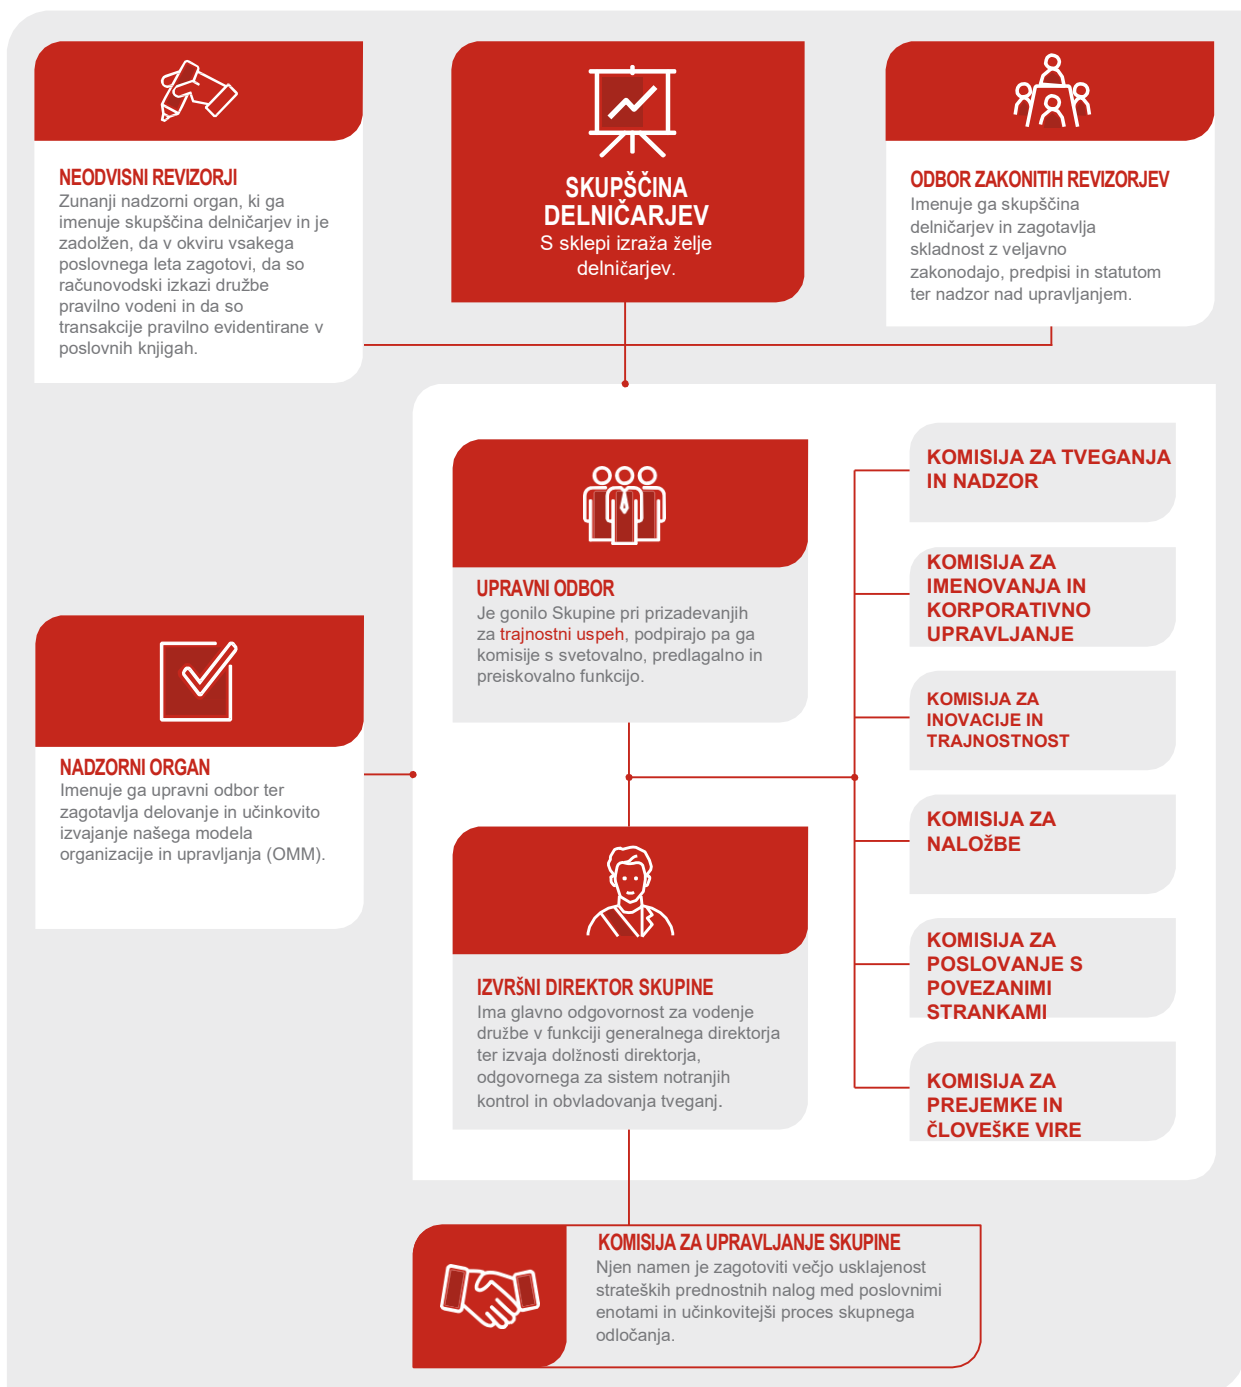 NEODVISNI REVIZORJI
Zunanji nadzorni organ, ki ga
imenuje skupščina delničarjev in je
zadolžen, da v okviru vsakega
poslovnega leta zagotovi, da so
računovodski izkazi družbe
pravilno vodeni in da so
transakcije pravilno evidentirane v
poslovnih knjigah.
SKUPŠČINA
DELNIČARJEV
S sklepi izraža želje
delničarjev.
ODBOR ZAKONITIH REVIZORJEV
Imenuje ga skupščina
delničarjev in zagotavlja
skladnost z veljavno
zakonodajo, predpisi in statutom
ter nadzor nad upravljanjem.
NADZORNI ORGAN
Imenuje ga upravni odbor ter
zagotavlja delovanje in učinkovito
izvajanje našega modela
organizacije in upravljanja (OMM).
UPRAVNI ODBOR
Je gonilo Skupine pri prizadevanjih
za trajnostni uspeh, podpirajo pa ga
komisije s svetovalno, predlagalno in
preiskovalno funkcijo.
IZVRŠNI DIREKTOR SKUPINE
Ima glavno odgovornost za vodenje
družbe v funkciji generalnega direktorja
ter izvaja dolžnosti direktorja,
odgovornega za sistem notranjih
kontrol in obvladovanja tveganj.
KOMISIJA ZA TVEGANJA
IN NADZOR
KOMISIJA ZA
IMENOVANJA IN
KORPORATIVNO
UPRAVLJANJE
KOMISIJA ZA
INOVACIJE IN
TRAJNOSTNOST
KOMISIJA ZA
NALOŽBE
KOMISIJA ZA
POSLOVANJE S
POVEZANIMI
STRANKAMI
KOMISIJA ZA
PREJEMKE IN
ČLOVEŠKE VIRE
KOMISIJA ZA UPRAVLJANJE SKUPINE
Njen namen je zagotoviti večjo usklajenost
strateških prednostnih nalog med poslovnimi
enotami in učinkovitejši proces skupnega
odločanja.